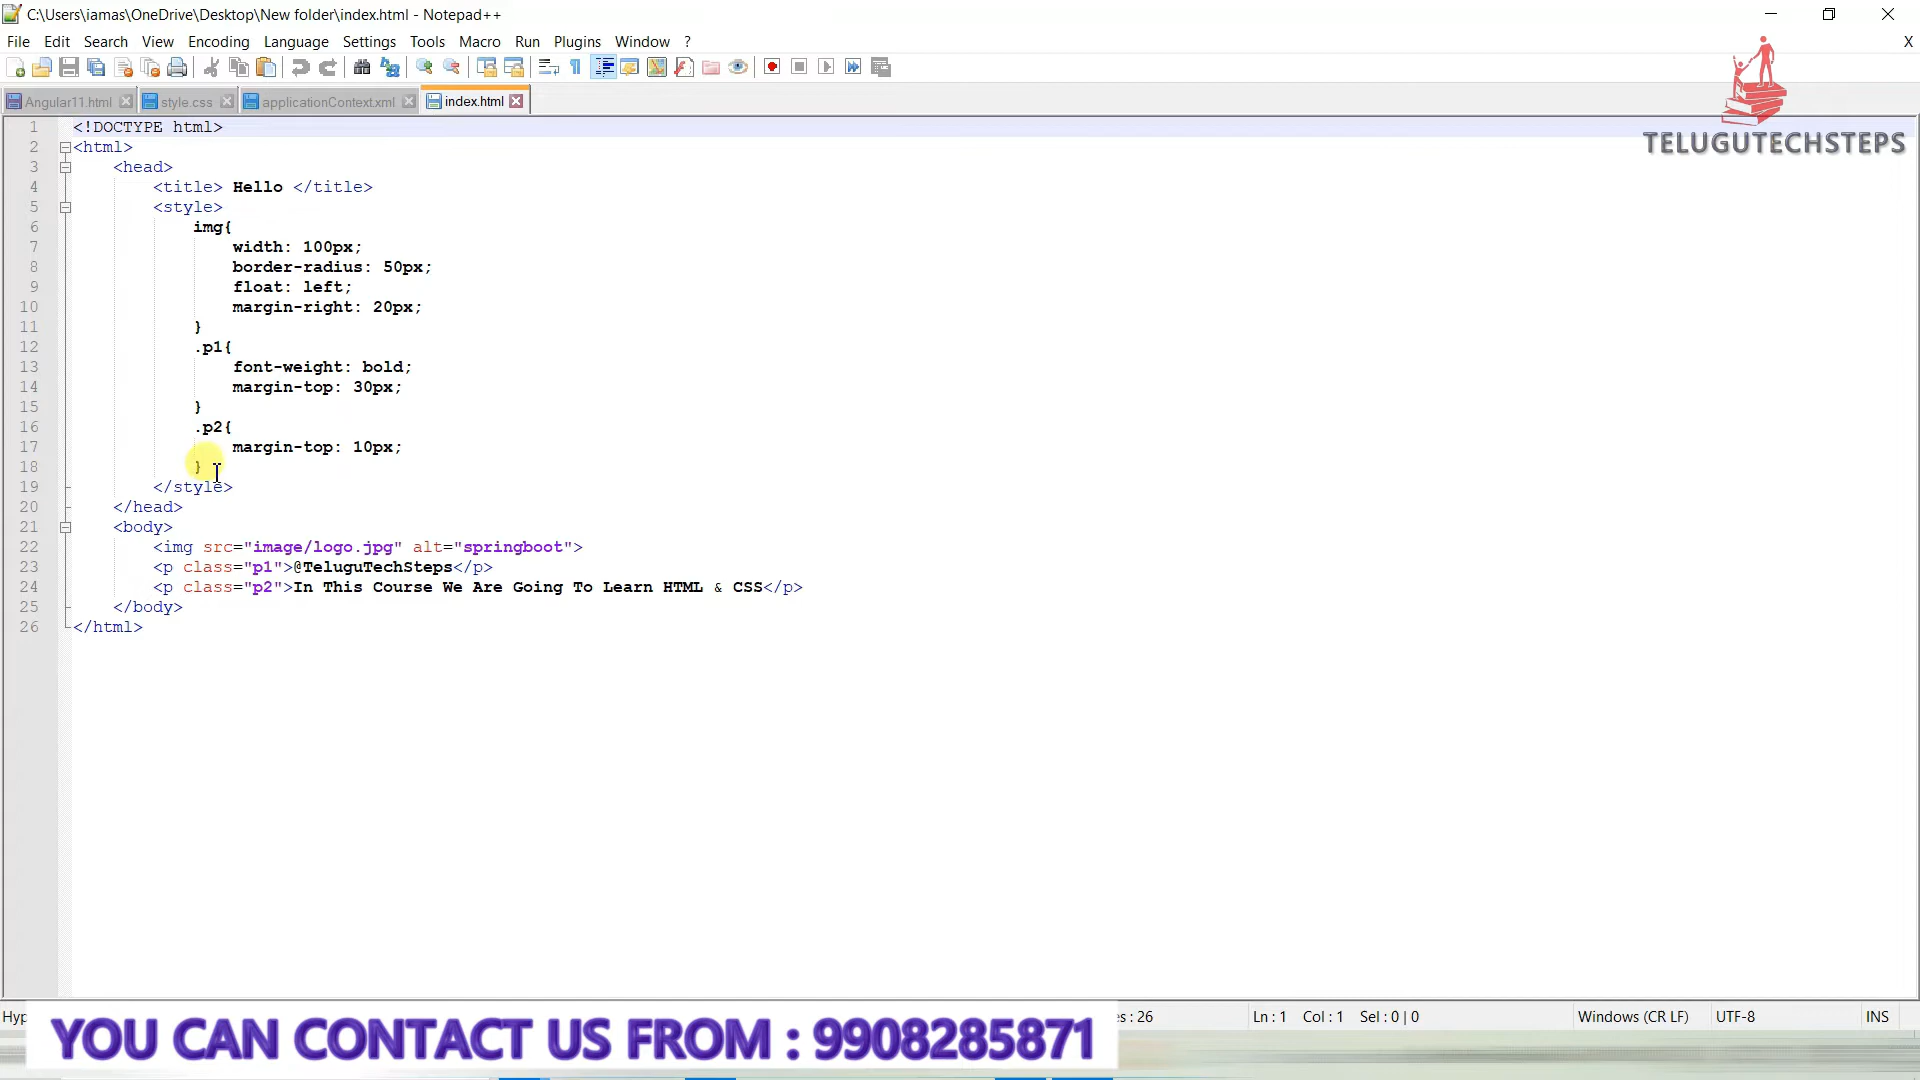 C:\Users\iamas\OneDrive\Desktop\New folder\index.html - Notepad++
File Edit Search View Encoding Language Settings Tools Macro Run Plugins Window ? X
Angular11.html style.css applicationContext.xml index.html
TELUGUTECHSTEPS
1 <!DOCTYPE html>
2 <html>
3 <head>
4 <title> Hello </title>
5 <style>
6 img{
7 width: 100px;
8 border-radius: 50px;
9 float: left;
10 margin-right: 20px;
11 }
12 .p1{
13 font-weight: bold;
14 margin-top: 30px;
15 }
16 .p2{
17 margin-top: 10px;
18 }
19 </style>
20 </head>
21 <body>
22 <img src="image/logo.jpg" alt="springboot">
23 <p class="p1">@TeluguTechSteps</p>
24 <p class="p2">In This Course We Are Going To Learn HTML & CSS</p>
25 </body>
26 </html>
: 26 Ln : 1 Col : 1 Sel : 0 | 0 Windows (CR LF) UTF-8 INS
YOU CAN CONTACT US FROM : 9908285871